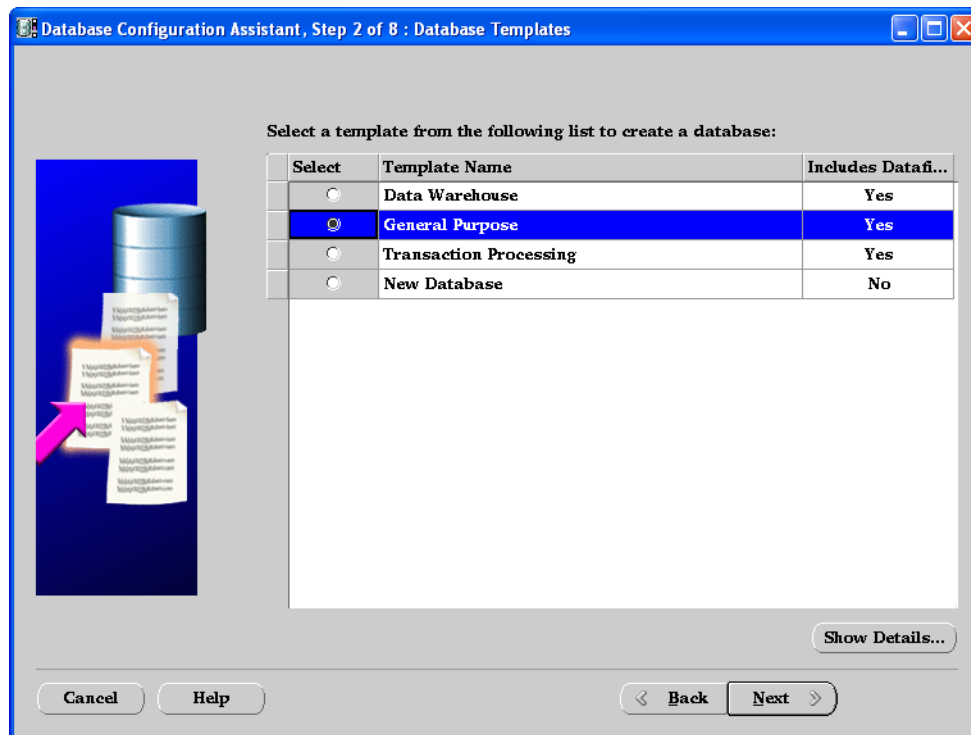 Database Configuration Assistant, Step 2 of 8 : Database Templates
Select a template from the following list to create a database:
Select Template Name Includes Datafi...
Data Warehouse Yes
General Purpose Yes
Transaction Processing Yes
New Database No
Show Details...
Cancel Help Back Next